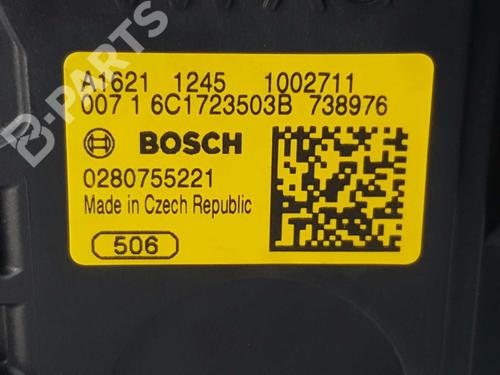 B-PARTS
A1621 1245 1002711
007 1 6C1723503B 738976
BOSCH
0280755221
Made in Czech Republic
506